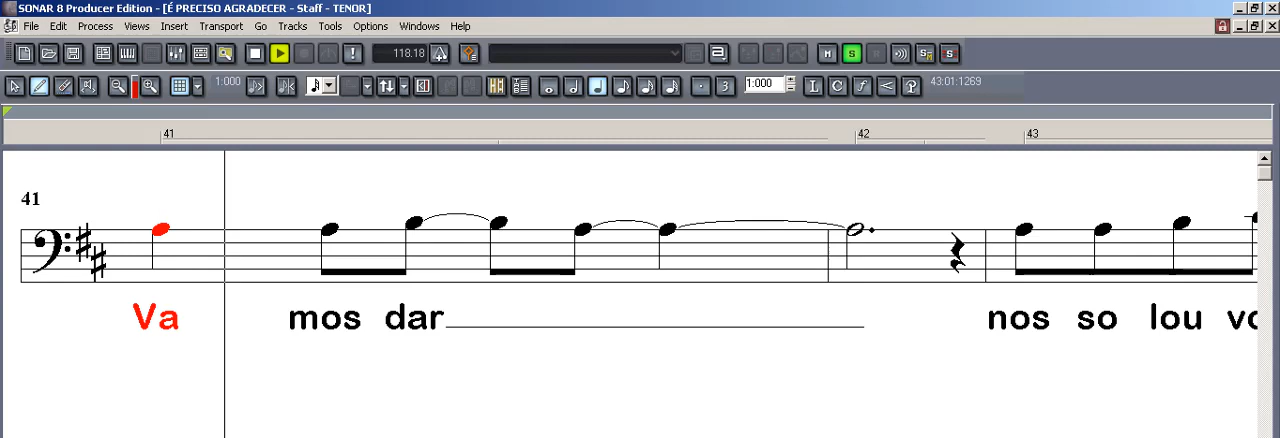 SONAR 8 Producer Edition - [É PRECISO AGRADECER - Staff - TENOR]
File Edit Process Views Insert Transport Go Tracks Tools Options Windows Help
118.18 M S
1:000 3 1:000 L C 43:01:1269
41 42 43
41
Va mos dar nos so lou